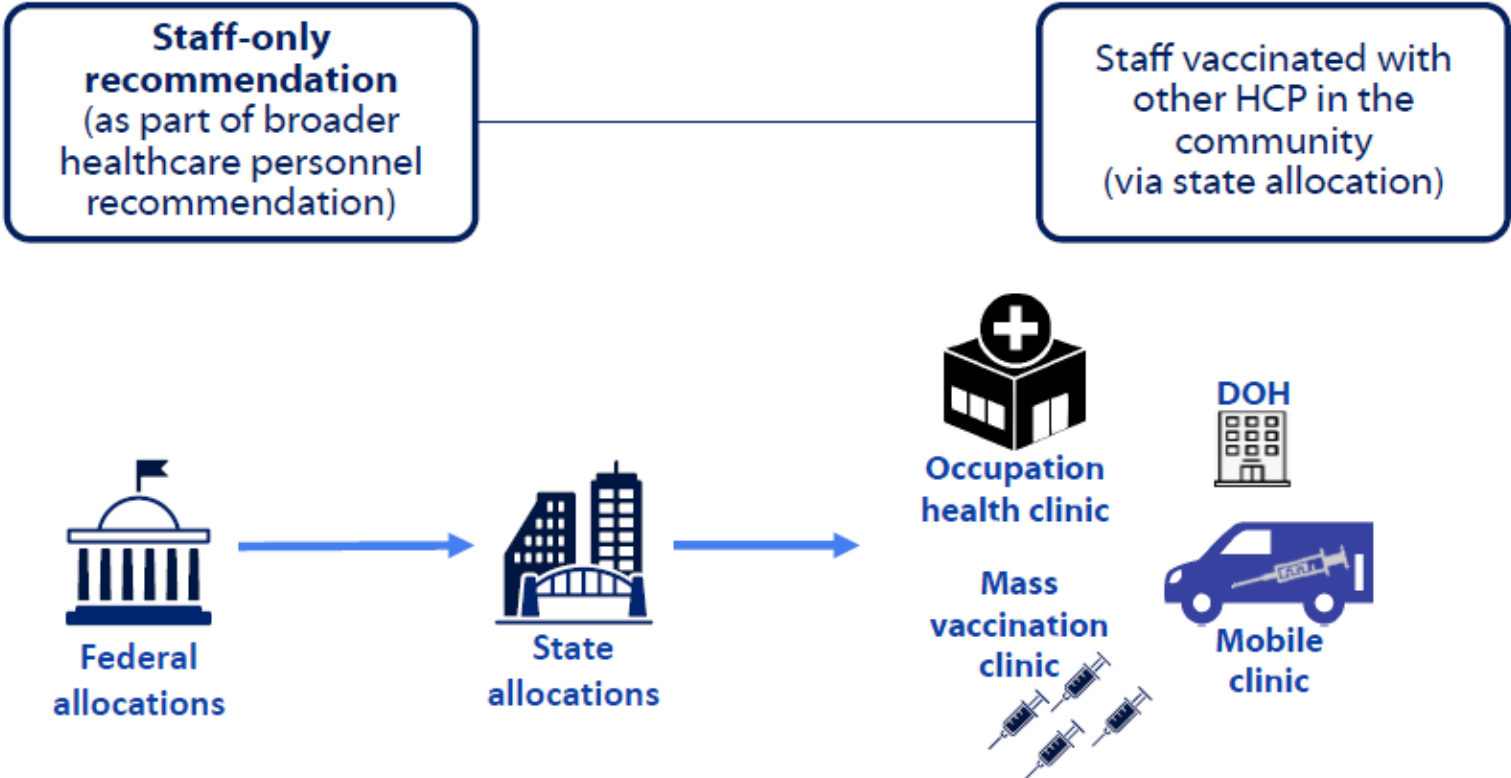 Staff-only
recommendation
(as part of broader
healthcare personnel
recommendation)
Staff vaccinated with
other HCP in the
community
(via state allocation)
Federal
allocations
State
allocations
Occupation
health clinic
DOH
Mass
vaccination
clinic
Mobile
clinic